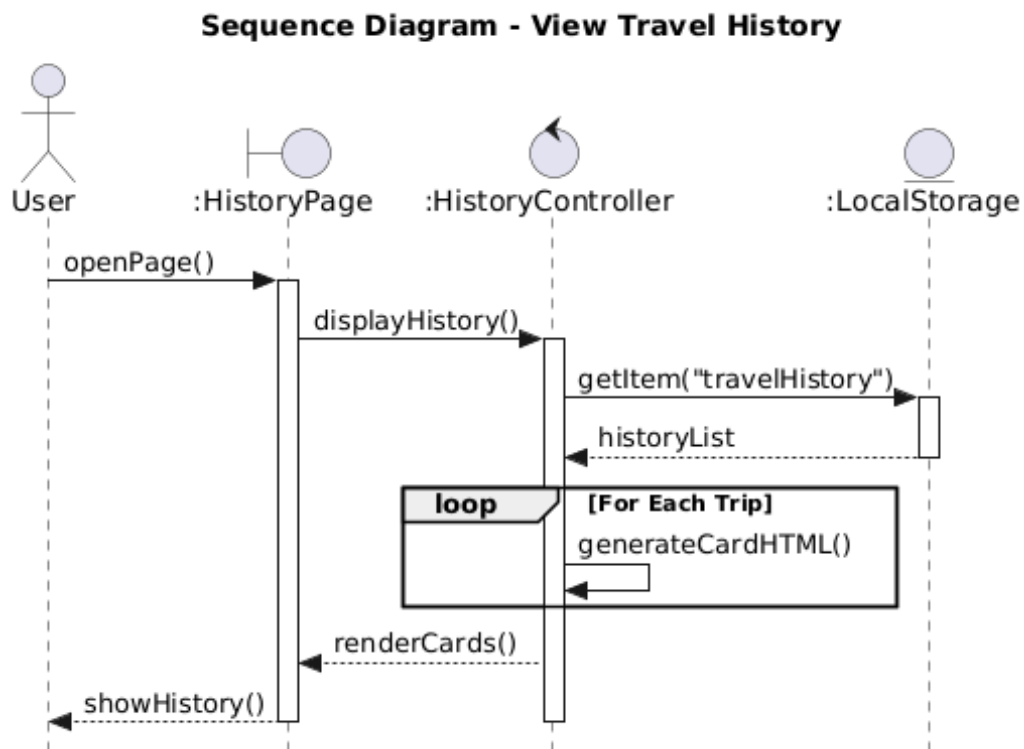 Sequence Diagram - View Travel History
User
:HistoryPage
:HistoryController
:LocalStorage
openPage()
displayHistory()
getItem("travelHistory")
historyList
loop [For Each Trip]
generateCardHTML()
renderCards()
showHistory()